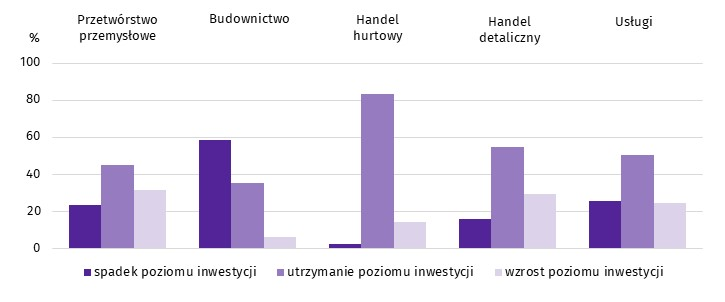 Przetwórstwo
przemysłowe
Budownictwo
Handel
hurtowy
Handel
detaliczny
Usługi
%
100
80
60
40
20
0
spadek poziomu inwestycji utrzymanie poziomu inwestycji wzrost poziomu inwestycji